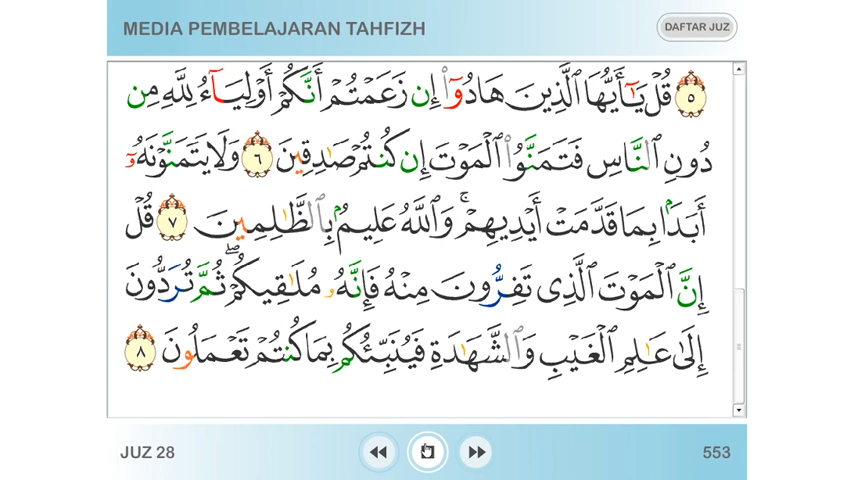 MEDIA PEMBELAJARAN TAHFIZH
DAFTAR JUZ
٥ قُلْ يَٰٓأَيُّهَا ٱلَّذِينَ هَادُوٓا۟ إِن زَعَمْتُمْ أَنَّكُمْ أَوْلِيَآءُ لِلَّهِ مِن
دُونِ ٱلنَّاسِ فَتَمَنَّوُا۟ ٱلْمَوْتَ إِن كُنتُمْ صَٰدِقِينَ ٦ وَلَا يَتَمَنَّوْنَهُۥٓ
أَبَدًۢا بِمَا قَدَّمَتْ أَيْدِيهِمْ ۚ وَٱللَّهُ عَلِيمٌۢ بِٱلظَّٰلِمِينَ ٧ قُلْ
إِنَّ ٱلْمَوْتَ ٱلَّذِى تَفِرُّونَ مِنْهُ فَإِنَّهُۥ مُلَٰقِيكُمْ ۖ ثُمَّ تُرَدُّونَ
إِلَىٰ عَٰلِمِ ٱلْغَيْبِ وَٱلشَّهَٰدَةِ فَيُنَبِّئُكُم بِمَا كُنتُمْ تَعْمَلُونَ ٨
JUZ 28
553